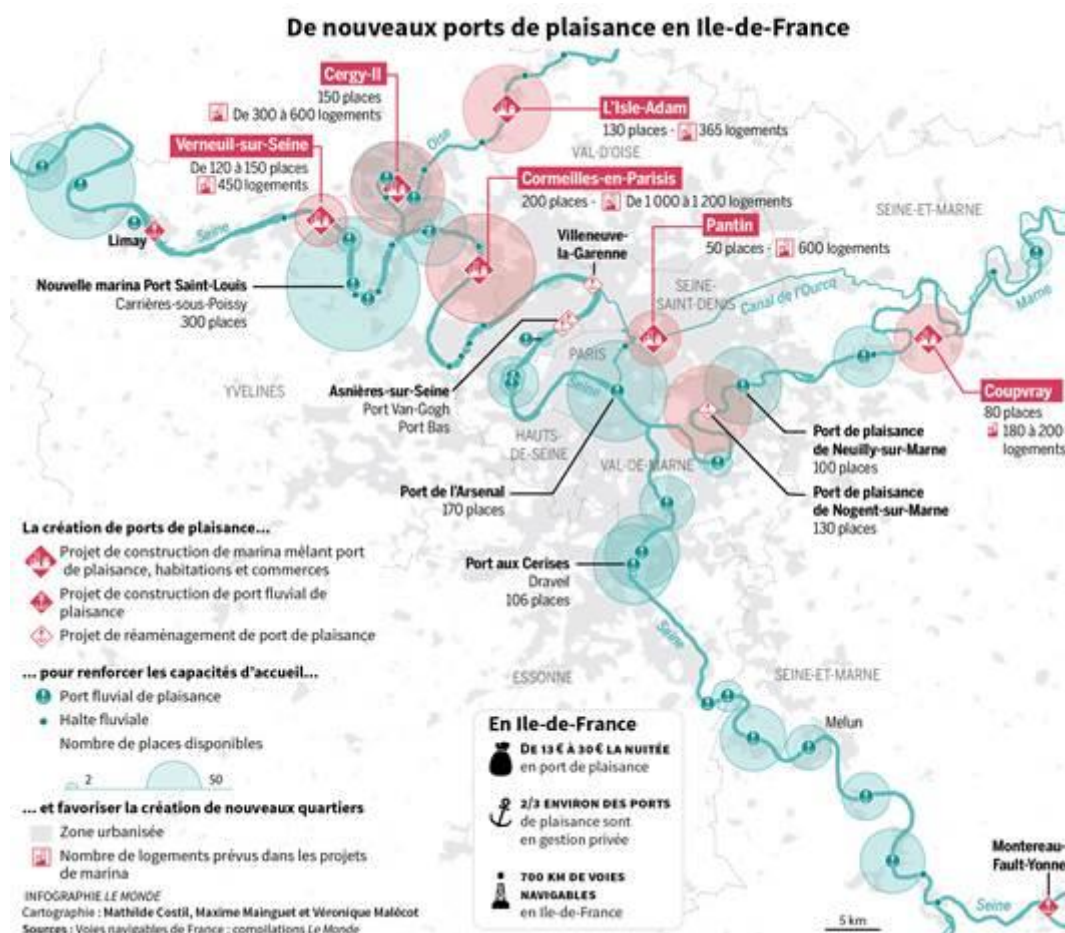 De nouveaux ports de plaisance en Ile-de-France
Cergy-II
150 places
De 300 à 600 logements
L'Isle-Adam
130 places - 365 logements
VAL-D'OISE
Oise
Verneuil-sur-Seine
De 120 à 150 places
450 logements
Cormeilles-en-Parisis
200 places - De 1 000 à 1 200 logements
SEINE-ET-MARNE
Pantin
50 places - 600 logements
Limay
Seine
Villeneuve-
la-Garenne
Nouvelle marina Port Saint-Louis
Carrières-sous-Poissy
300 places
SEINE-
SAINT-DENIS
Canal de l'Ourcq
Marne
PARIS
Seine
YVELINES
Asnières-sur-Seine
Port Van-Gogh
Port Bas
Coupvray
80 places
180 à 200
logements
HAUTS-
DE-SEINE
VAL-DE-MARNE
Port de plaisance
de Neuilly-sur-Marne
100 places
Port de l'Arsenal
170 places
Port de plaisance
de Nogent-sur-Marne
130 places
Port aux Cerises
Draveil
106 places
La création de ports de plaisance...
Projet de construction de marina mêlant port
de plaisance, habitations et commerces
Projet de construction de port fluvial de
plaisance
Projet de réaménagement de port de plaisance
... pour renforcer les capacités d'accueil...
Port fluvial de plaisance
Halte fluviale
Nombre de places disponibles
2
50
... et favoriser la création de nouveaux quartiers
Zone urbanisée
Nombre de logements prévus dans les projets
de marina
INFOGRAPHIE LE MONDE
Cartographie : Mathilde Costil, Maxime Mainguet et Véronique Malécot
Sources : Voies navigables de France ; compilations Le Monde
Seine
ESSONNE
SEINE-ET-MARNE
Melun
En Ile-de-France
DE 13 € À 30 € LA NUITÉE
en port de plaisance
2/3 ENVIRON DES PORTS
de plaisance sont
en gestion privée
700 KM DE VOIES
NAVIGABLES
en Ile-de-France
Montereau-
Fault-Yonne
Seine
5 km